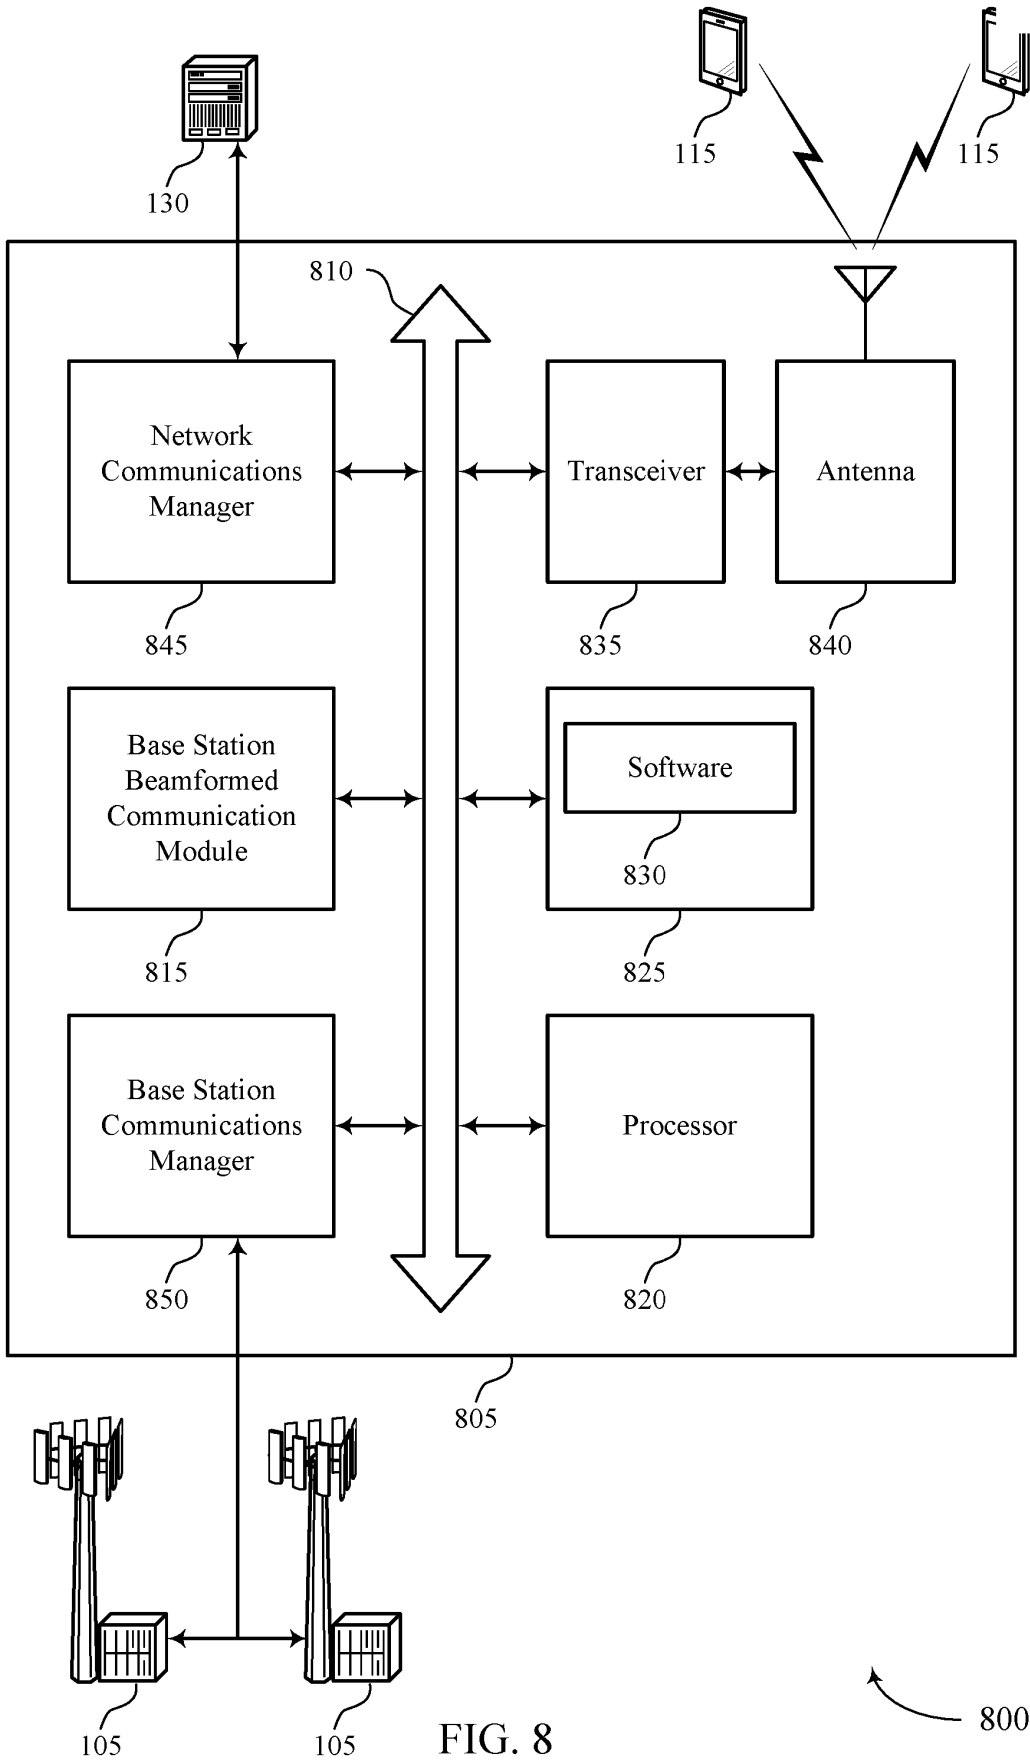 115
115
130
810
Network
Communications
Manager
Transceiver
Antenna
845
835
840
Base Station
Beamformed
Communication
Module
Software
830
815
825
Base Station
Communications
Manager
Processor
850
820
805
105
105
FIG. 8
800